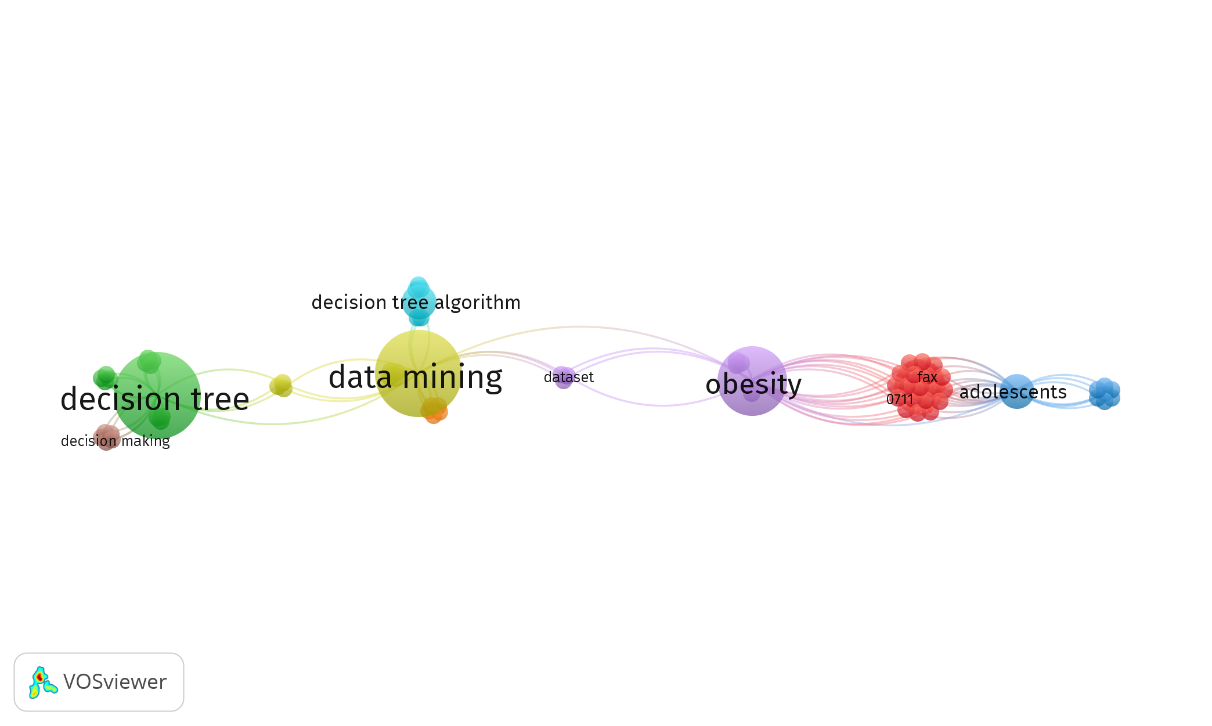 decision tree algorithm
data mining
dataset
fax
obesity
adolescents
0711
decision tree
decision making
VOSviewer